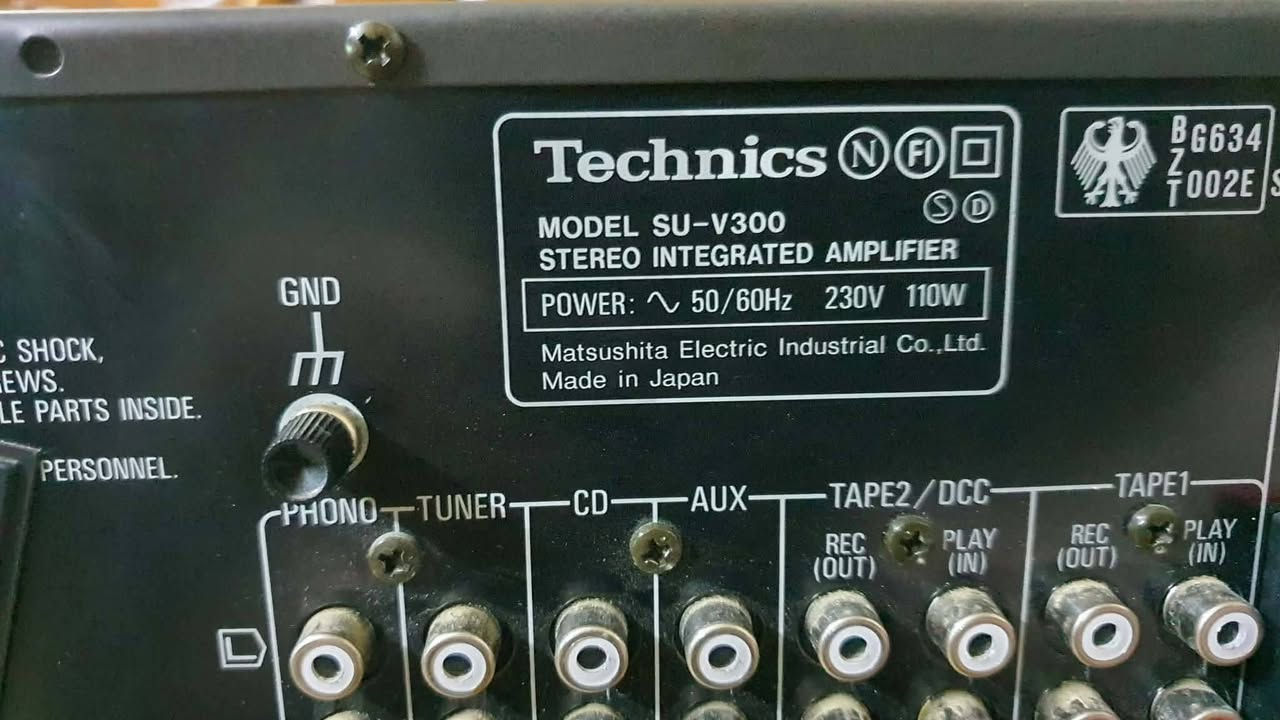 Technics N FI
S D
MODEL SU-V300
STEREO INTEGRATED AMPLIFIER
POWER: ∿ 50/60Hz 230V 110W
Matsushita Electric Industrial Co.,Ltd.
Made in Japan
BZT G634
002E
GND
SHOCK,
PARTS INSIDE.
PERSONNEL.
PHONO TUNER CD AUX TAPE2/DCC TAPE1
REC (OUT) PLAY (IN) REC (OUT) PLAY (IN)
L